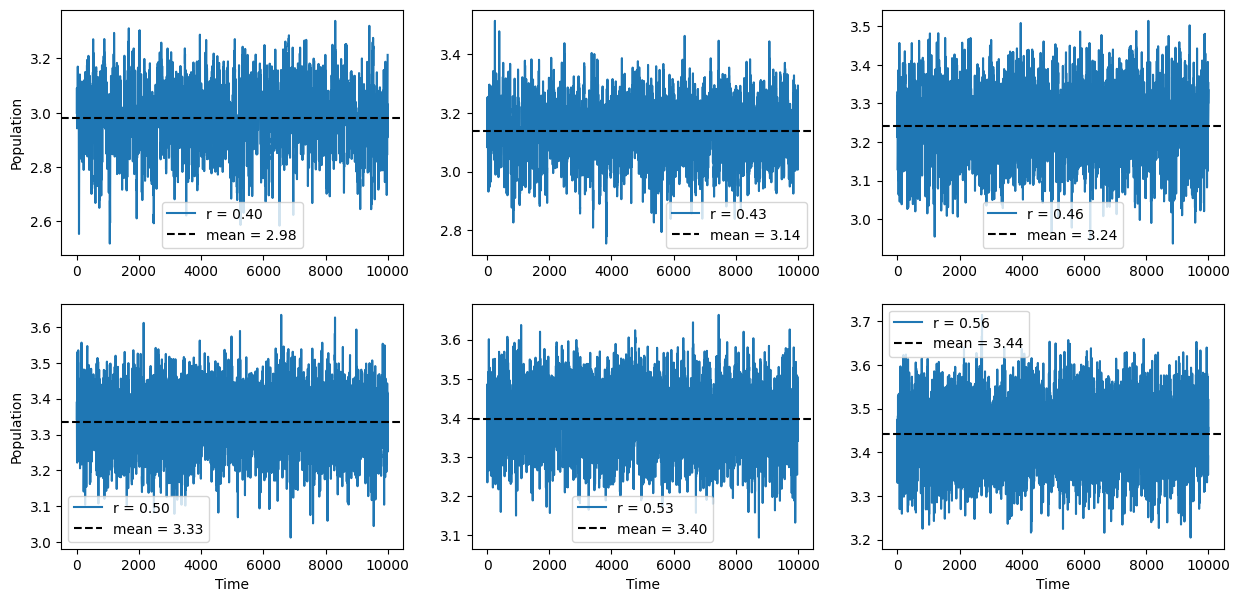 3.2
3.0
2.8
2.6
Population
r = 0.40
mean = 2.98
0 2000 4000 6000 8000 10000
3.4
3.2
3.0
2.8
r = 0.43
mean = 3.14
0 2000 4000 6000 8000 10000
3.5
3.4
3.3
3.2
3.1
3.0
r = 0.46
mean = 3.24
0 2000 4000 6000 8000 10000
3.6
3.5
3.4
3.3
3.2
3.1
3.0
Population
r = 0.50
mean = 3.33
0 2000 4000 6000 8000 10000
Time
3.6
3.5
3.4
3.3
3.2
3.1
r = 0.53
mean = 3.40
0 2000 4000 6000 8000 10000
Time
3.7
3.6
3.5
3.4
3.3
3.2
r = 0.56
mean = 3.44
0 2000 4000 6000 8000 10000
Time